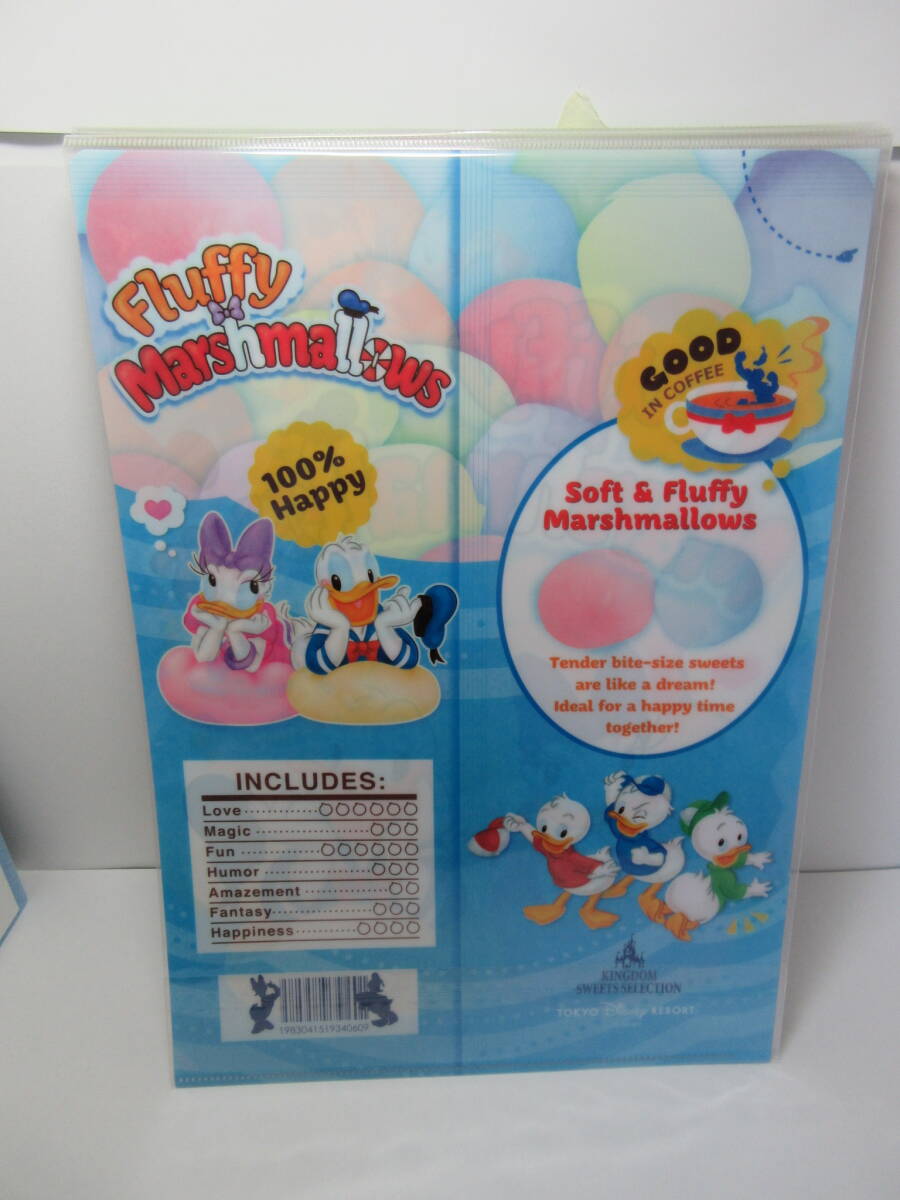 Fluffy
Marshmallows
100%
Happy
INCLUDES:
Love
Magic
Fun
Humor
Amazement
Fantasy
Happiness
1983041519340609
GOOD
IN COFFEE
Soft & Fluffy
Marshmallows
Tender bite-size sweets
are like a dream!
Ideal for a happy time
together!
KINGDOM
SWEETS SELECTION
TOKYO Disney RESORT